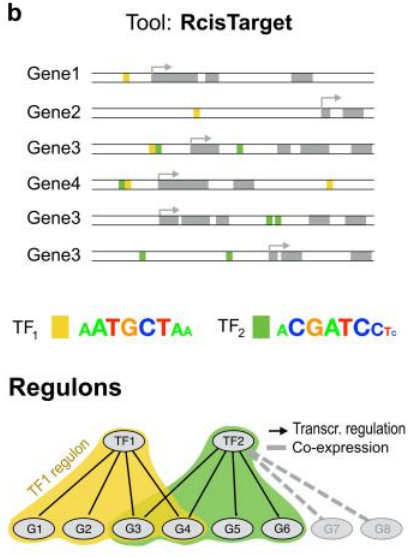 b
Tool: RcisTarget
Gene1
Gene2
Gene3
Gene4
Gene3
Gene3
TF1 AATGCTAA TF2 ACGATCCTC
Regulons
Transcr. regulation
Co-expression
TF1 regulon
TF1 TF2
G1 G2 G3 G4 G5 G6 G7 G8